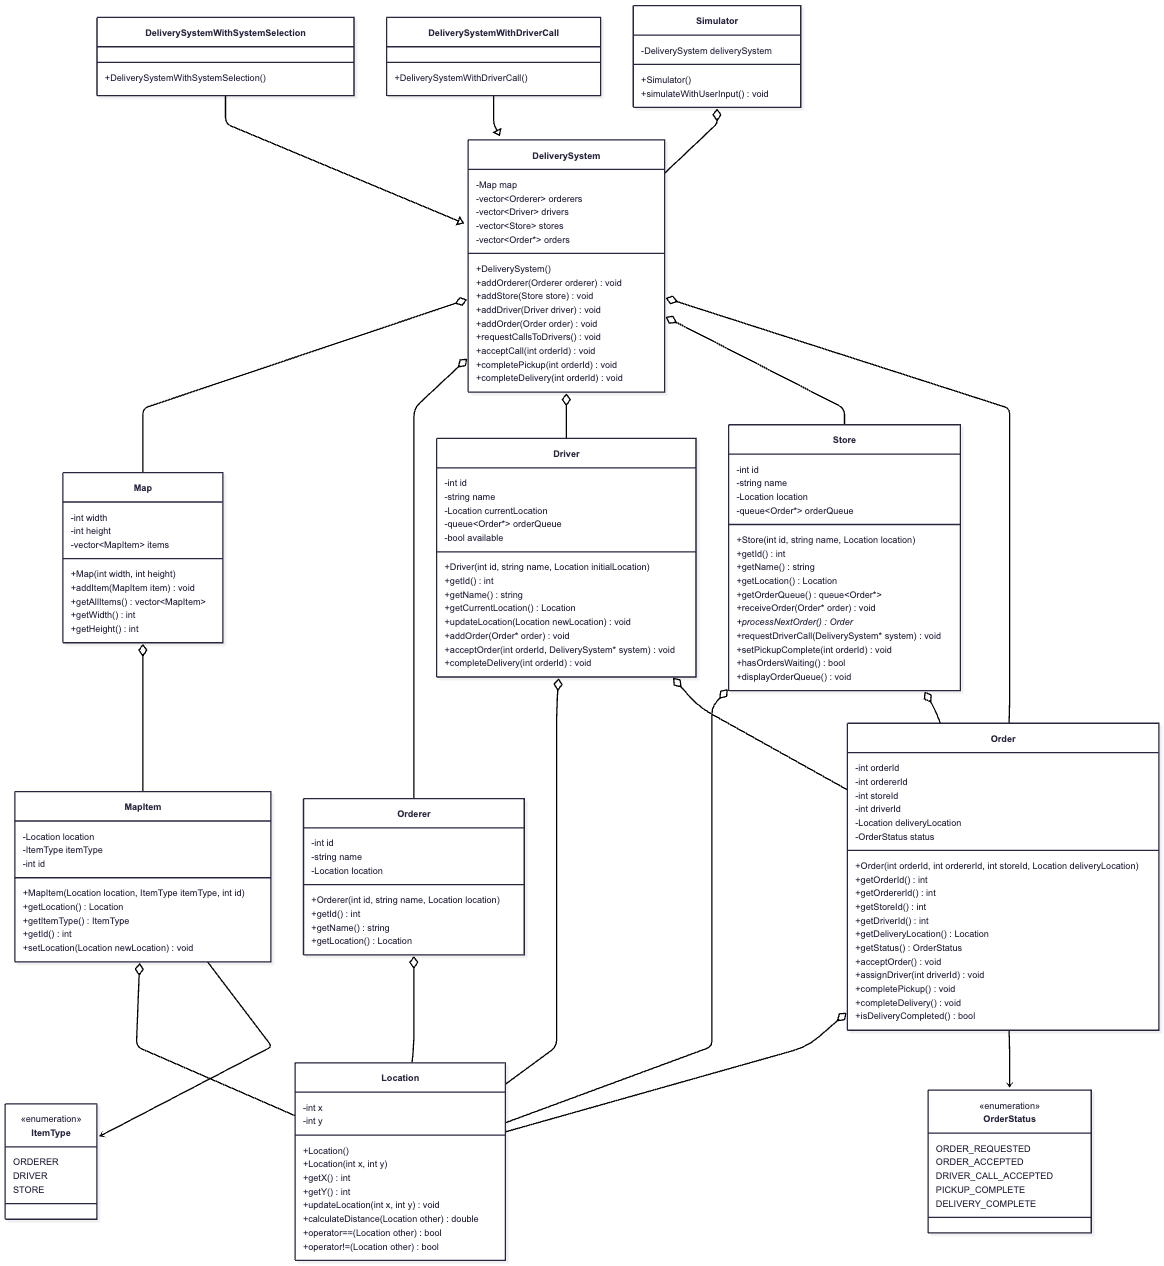 DeliverySystemWithSystemSelection
+DeliverySystemWithSystemSelection()
DeliverySystemWithDriverCall
+DeliverySystemWithDriverCall()
Simulator
-DeliverySystem deliverySystem
+Simulator()
+simulateWithUserInput() : void
DeliverySystem
-Map map
-vector<Orderer> orderers
-vector<Driver> drivers
-vector<Store> stores
-vector<Order*> orders
+DeliverySystem()
+addOrderer(Orderer orderer) : void
+addStore(Store store) : void
+addDriver(Driver driver) : void
+addOrder(Order order) : void
+requestCallsToDrivers() : void
+acceptCall(int orderId) : void
+completePickup(int orderId) : void
+completeDelivery(int orderId) : void
Map
-int width
-int height
-vector<MapItem> items
+Map(int width, int height)
+addItem(MapItem item) : void
+getAllItems() : vector<MapItem>
+getWidth() : int
+getHeight() : int
Driver
-int id
-string name
-Location currentLocation
-queue<Order*> orderQueue
-bool available
+Driver(int id, string name, Location initialLocation)
+getId() : int
+getName() : string
+getCurrentLocation() : Location
+updateLocation(Location newLocation) : void
+addOrder(Order* order) : void
+acceptOrder(int orderId, DeliverySystem* system) : void
+completeDelivery(int orderId) : void
Store
-int id
-string name
-Location location
-queue<Order*> orderQueue
+Store(int id, string name, Location location)
+getId() : int
+getName() : string
+getLocation() : Location
+getOrderQueue() : queue<Order*>
+receiveOrder(Order* order) : void
+processNextOrder() : Order
+requestDriverCall(DeliverySystem* system) : void
+setPickupComplete(int orderId) : void
+hasOrdersWaiting() : bool
+displayOrderQueue() : void
Order
-int orderId
-int ordererId
-int storeId
-int driverId
-Location deliveryLocation
-OrderStatus status
+Order(int orderId, int ordererId, int storeId, Location deliveryLocation)
+getOrderId() : int
+getOrdererId() : int
+getStoreId() : int
+getDriverId() : int
+getDeliveryLocation() : Location
+getStatus() : OrderStatus
+acceptOrder() : void
+assignDriver(int driverId) : void
+completePickup() : void
+completeDelivery() : void
+isDeliveryCompleted() : bool
MapItem
-Location location
-ItemType itemType
-int id
+MapItem(Location location, ItemType itemType, int id)
+getLocation() : Location
+getItemType() : ItemType
+getId() : int
+setLocation(Location newLocation) : void
Orderer
-int id
-string name
-Location location
+Orderer(int id, string name, Location location)
+getId() : int
+getName() : string
+getLocation() : Location
Location
-int x
-int y
+Location()
+Location(int x, int y)
+getX() : int
+getY() : int
+updateLocation(int x, int y) : void
+calculateDistance(Location other) : double
+operator==(Location other) : bool
+operator!=(Location other) : bool
«enumeration»
ItemType
ORDERER
DRIVER
STORE
«enumeration»
OrderStatus
ORDER_REQUESTED
ORDER_ACCEPTED
DRIVER_CALL_ACCEPTED
PICKUP_COMPLETE
DELIVERY_COMPLETE